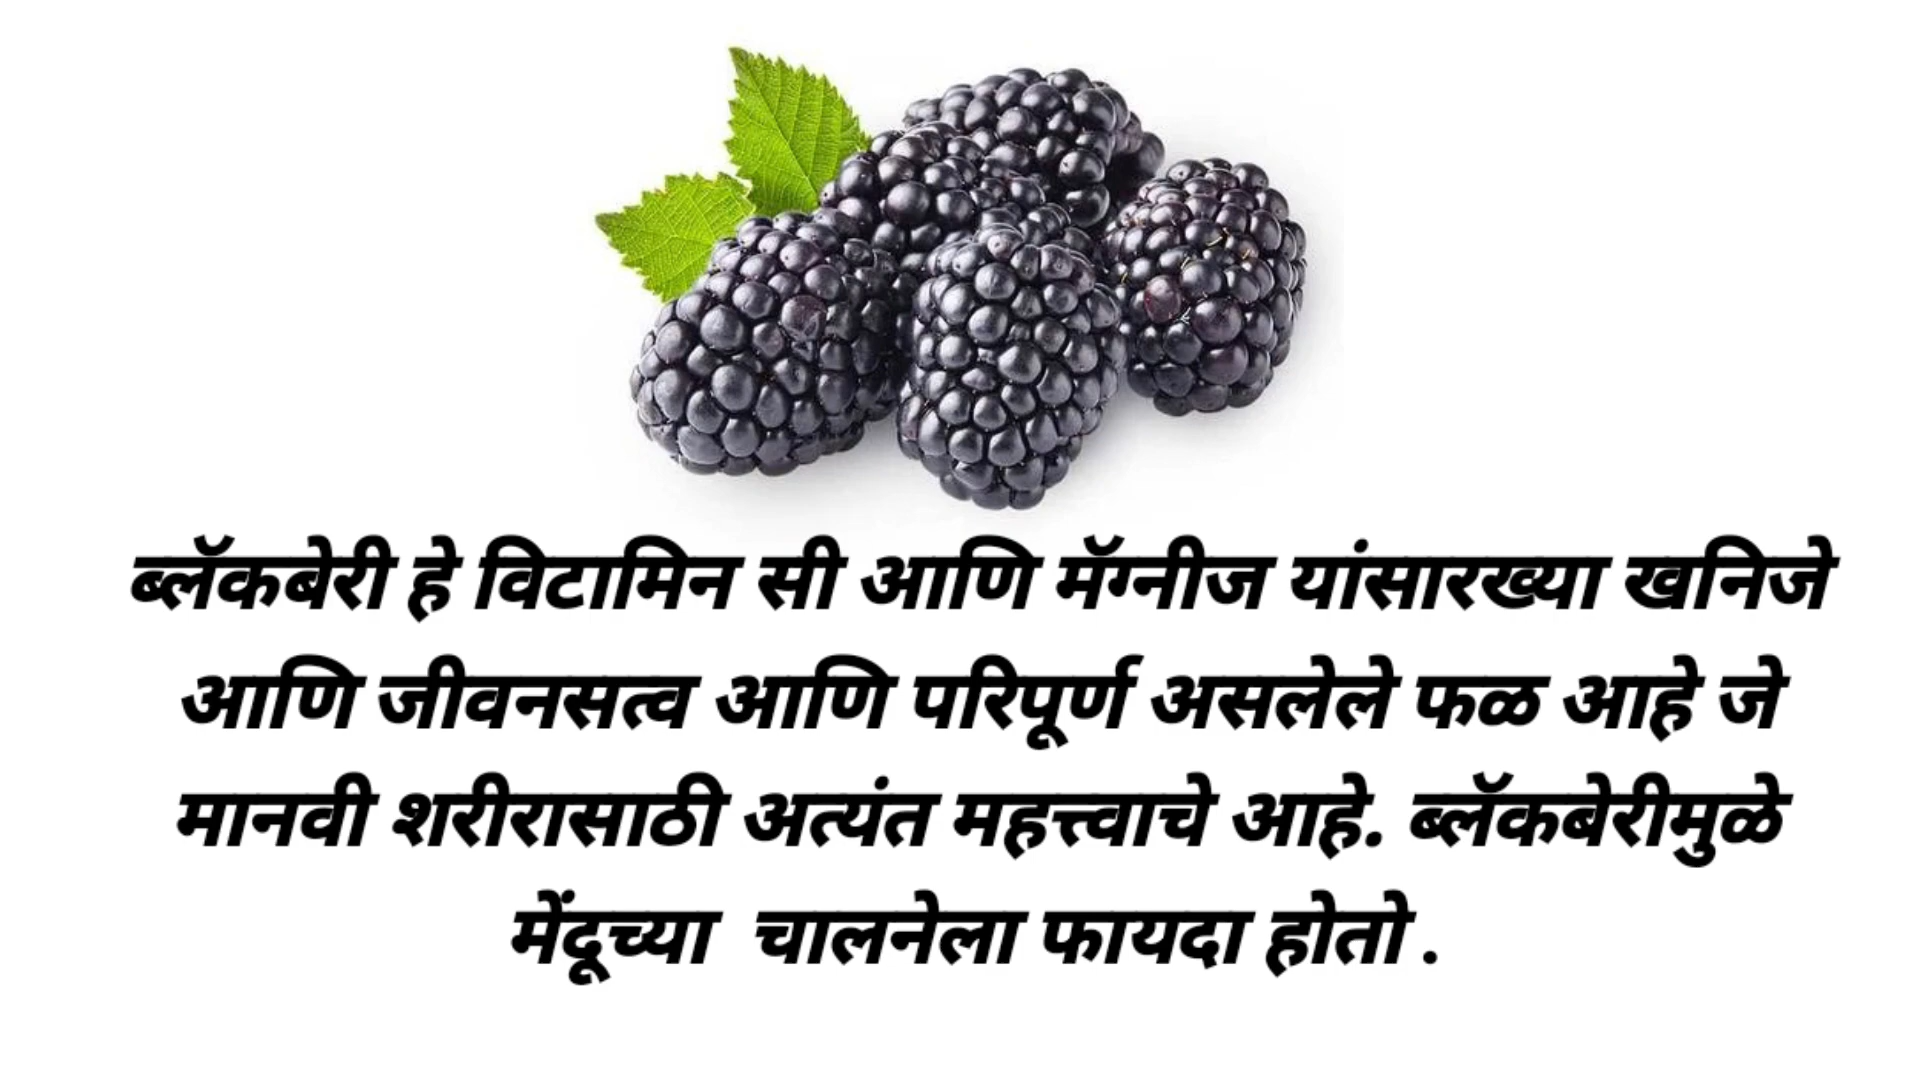 ब्लॅकबेरी हे विटामिन सी आणि मॅग्नीज यांसारख्या खनिजे
आणि जीवनसत्व आणि परिपूर्ण असलेले फळ आहे जे
मानवी शरीरासाठी अत्यंत महत्त्वाचे आहे. ब्लॅकबेरीमुळे
मेंदूच्या  चालनेला फायदा होतो .